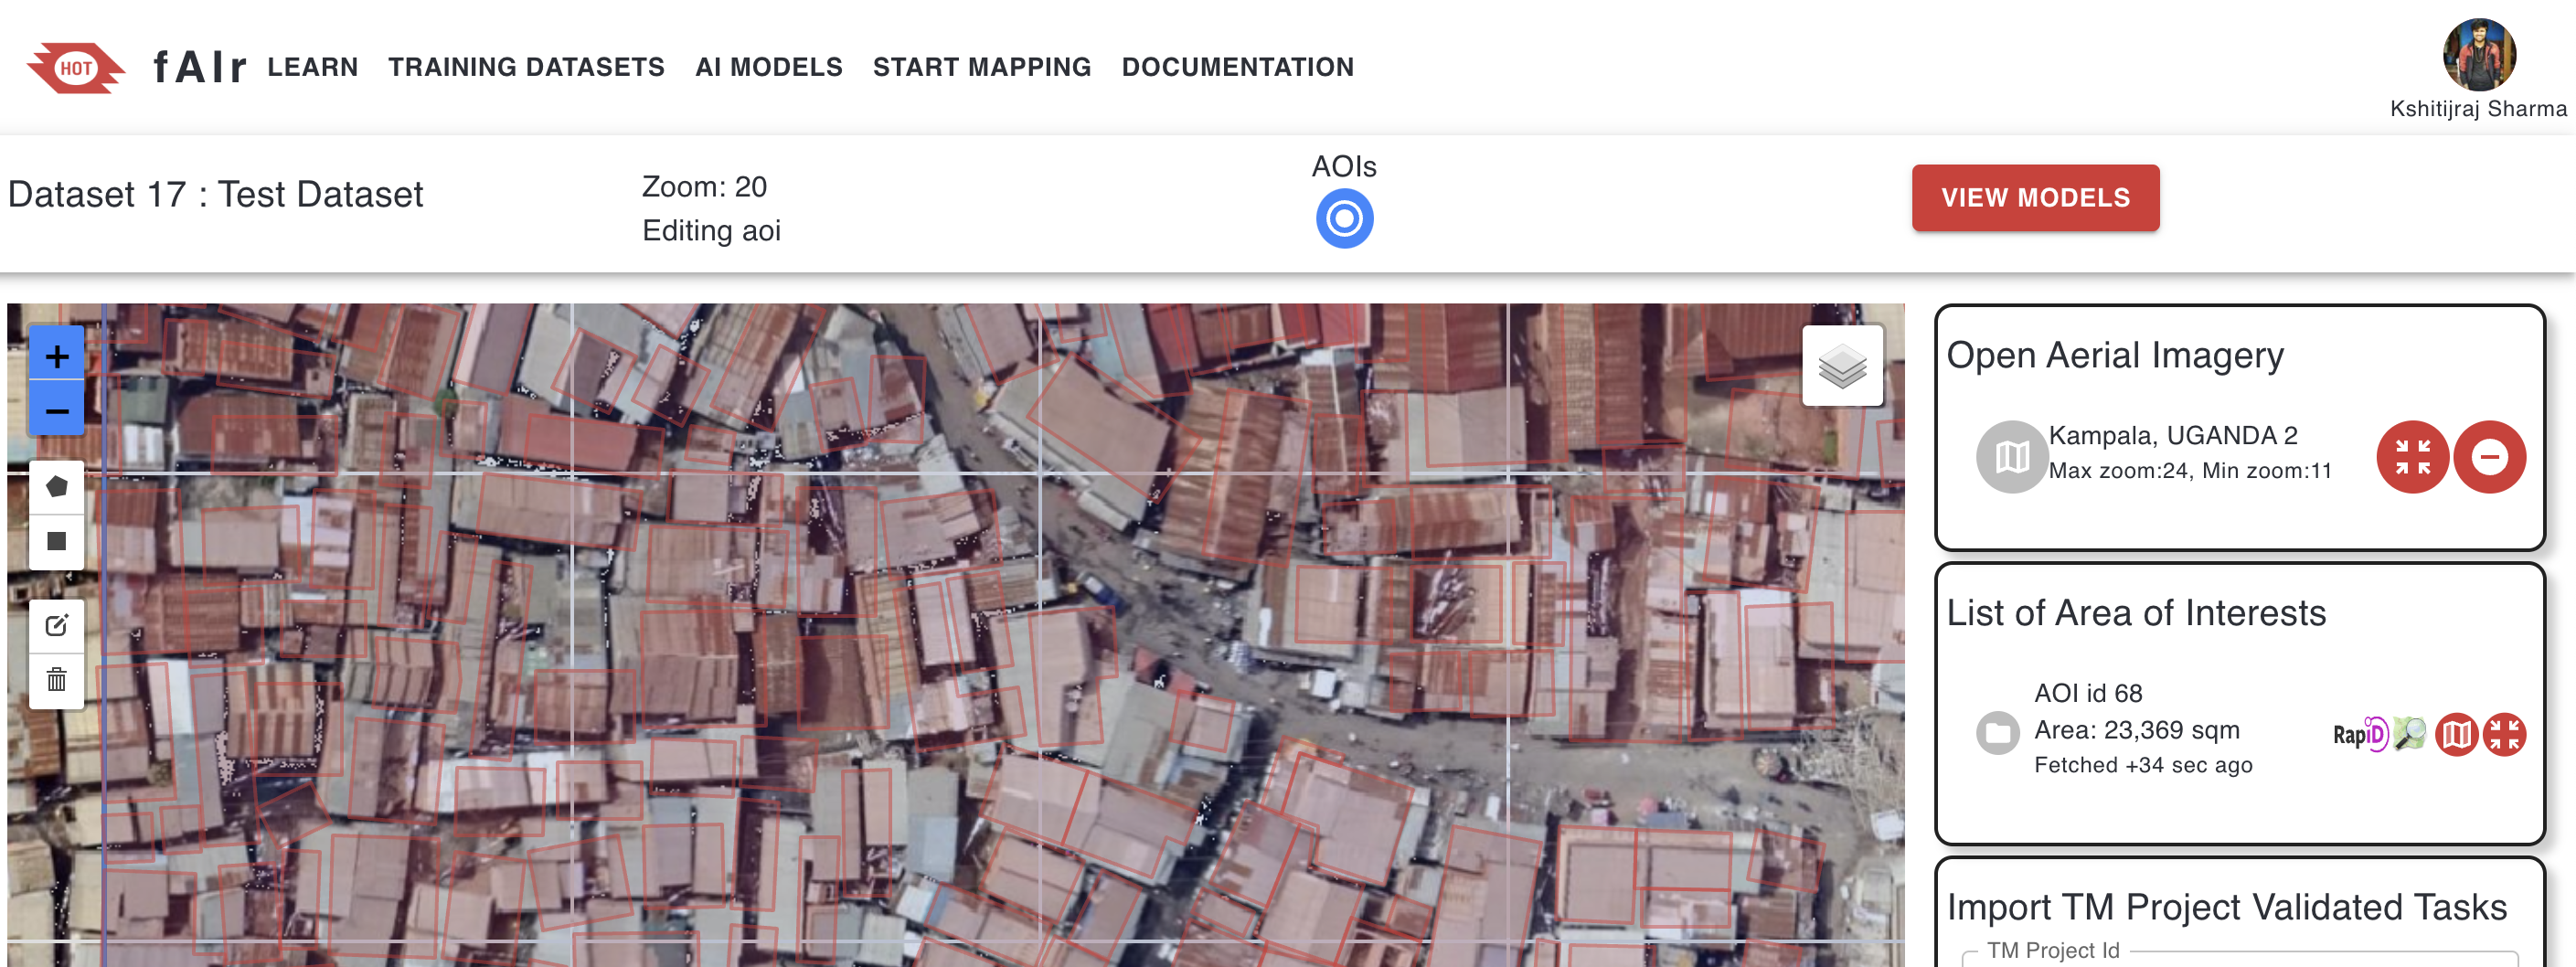 HOT
fAIr LEARN TRAINING DATASETS AI MODELS START MAPPING DOCUMENTATION
Kshitijraj Sharma
Dataset 17 : Test Dataset
Zoom: 20
Editing aoi
AOIs
VIEW MODELS
+
−
Open Aerial Imagery
Kampala, UGANDA 2
Max zoom:24, Min zoom:11
List of Area of Interests
AOI id 68
Area: 23,369 sqm
Fetched +34 sec ago
RapiD
Import TM Project Validated Tasks
TM Project Id